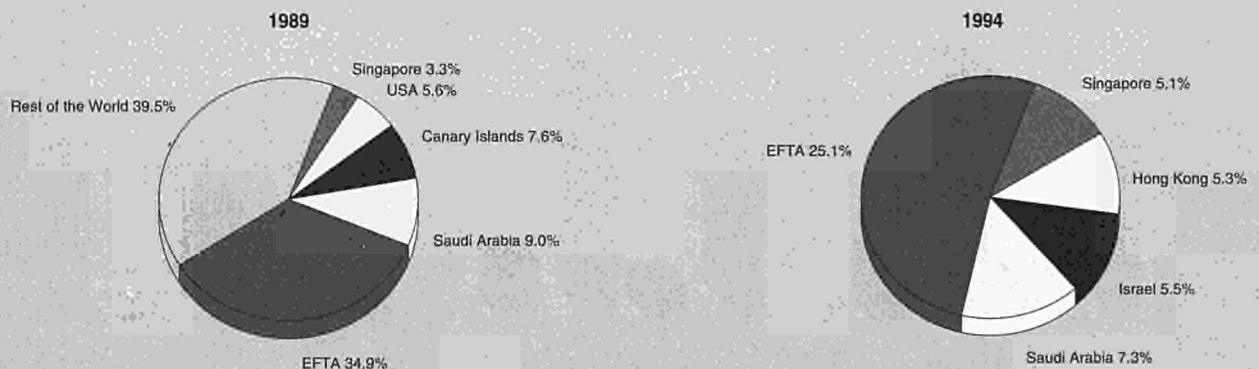 1989
Singapore 3.3%
USA 5.6%
Rest of the World 39.5%
Canary Islands 7.6%
Saudi Arabia 9.0%
EFTA 34.9%
1994
Singapore 5.1%
EFTA 25.1%
Hong Kong 5.3%
Israel 5.5%
Saudi Arabia 7.3%